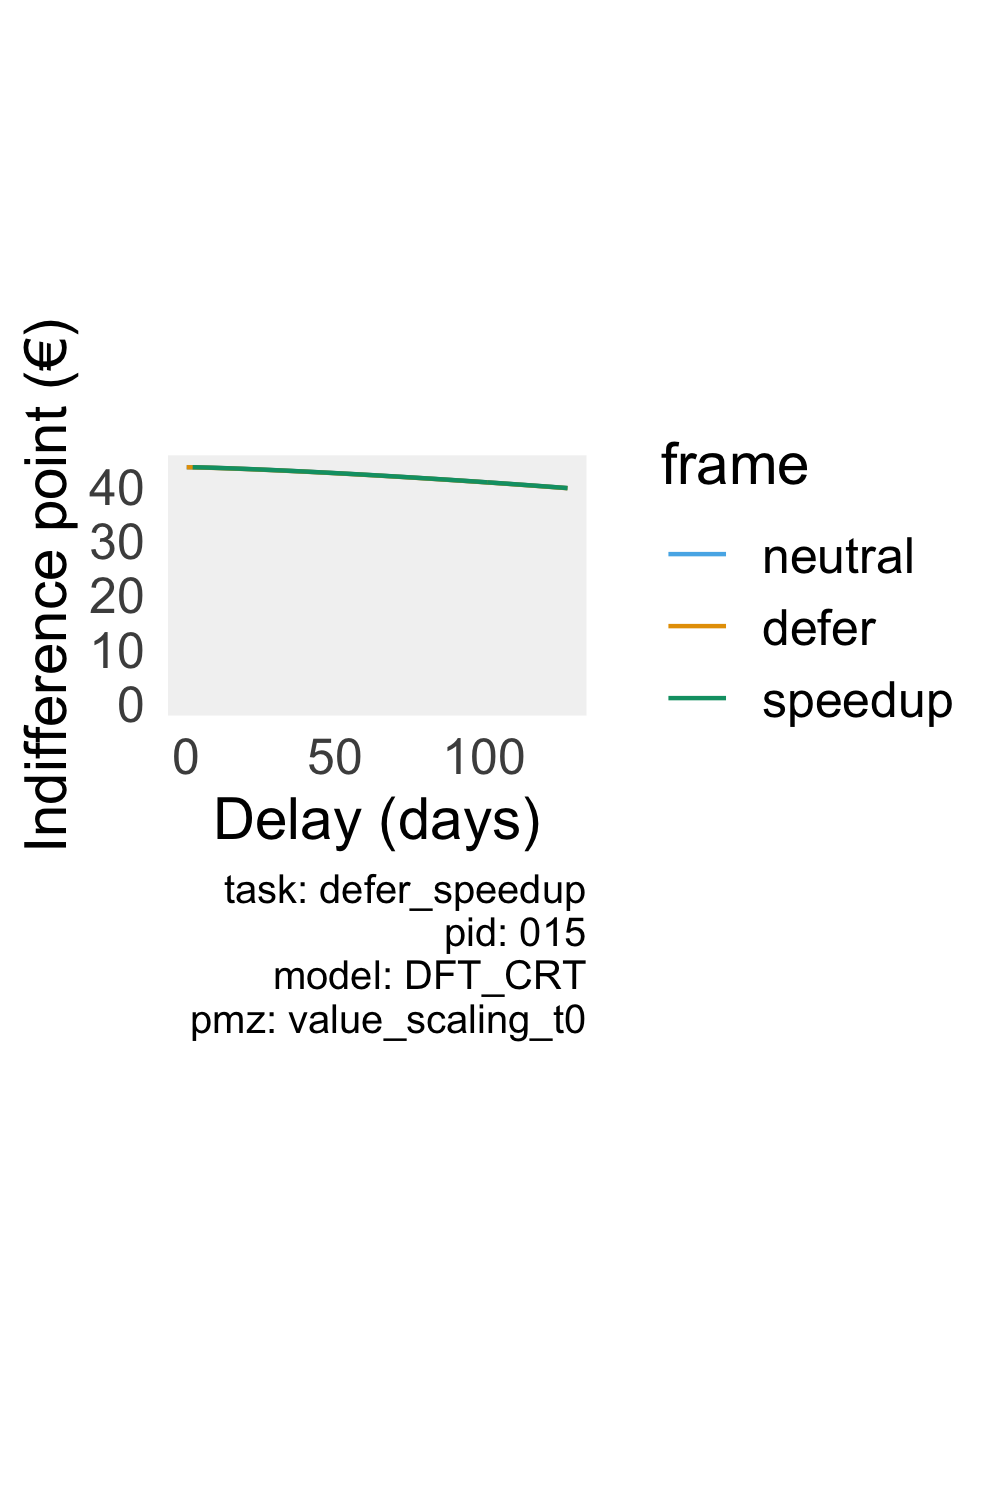 Indifference point (€)
40
30
20
10
0
0 50 100
Delay (days)
frame
neutral
defer
speedup
task: defer_speedup
pid: 015
model: DFT_CRT
pmz: value_scaling_t0